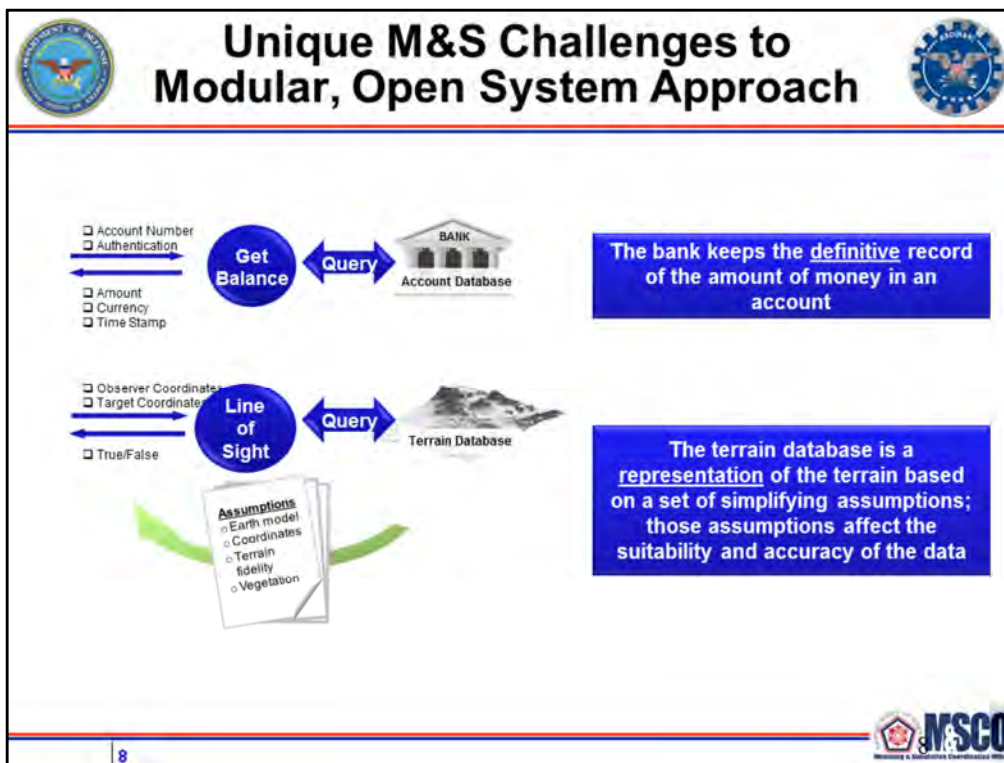 Unique M&S Challenges to
Modular, Open System Approach
Account Number
Authentication
Amount
Currency
Time Stamp
Get
Balance
Query
BANK
Account Database
The bank keeps the definitive record
of the amount of money in an
account
Observer Coordinates
Target Coordinates
True/False
Line
of
Sight
Query
Terrain Database
Assumptions
Earth model
Coordinates
Terrain
fidelity
Vegetation
The terrain database is a
representation of the terrain based
on a set of simplifying assumptions;
those assumptions affect the
suitability and accuracy of the data
8
8
M&SCO